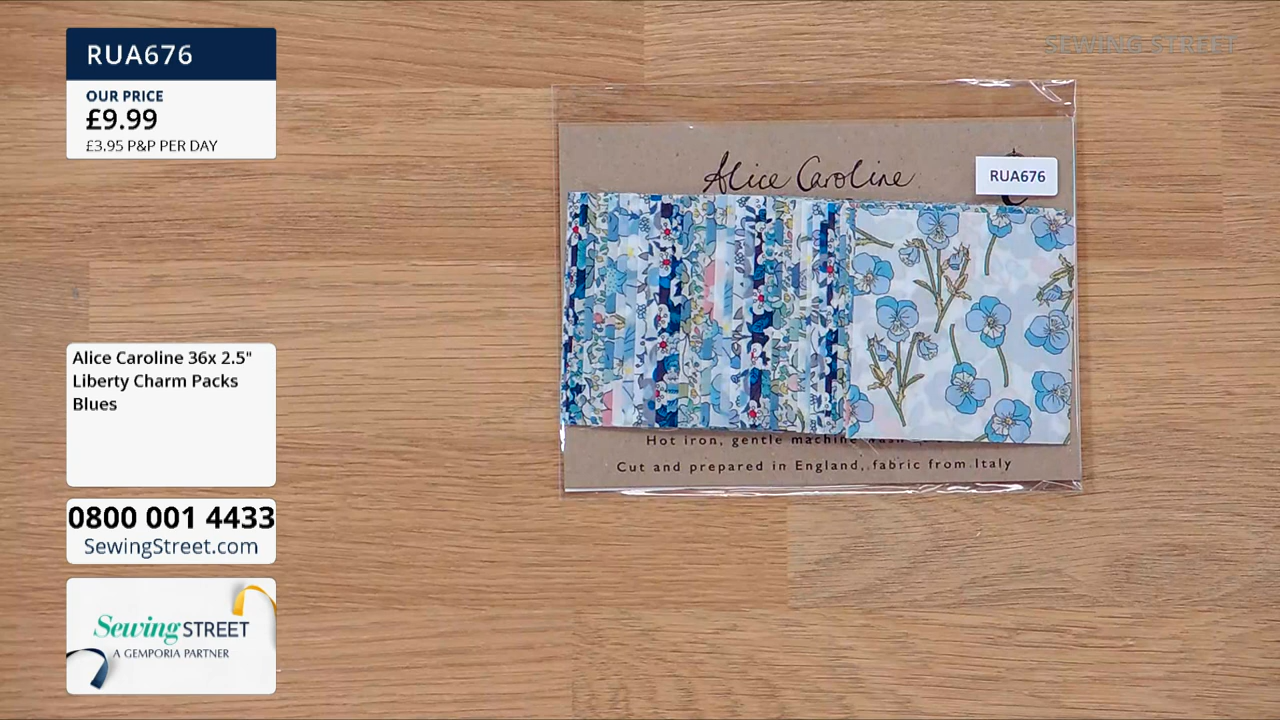 RUA676
OUR PRICE
£9.99
£3.95 P&P PER DAY
SEWING STREET
Alice Caroline
RUA676
Alice Caroline 36x 2.5"
Liberty Charm Packs
Blues
Hot iron, gentle machine
Cut and prepared in England, fabric from Italy
0800 001 4433
SewingStreet.com
Sewing STREET
A GEMPORIA PARTNER